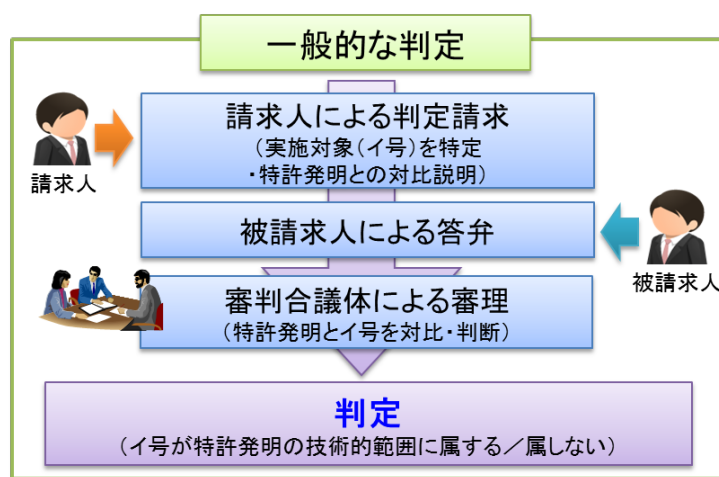 一般的な判定
請求人による判定請求
（実施対象（イ号）を特定
・特許発明との対比説明）
請求人
被請求人による答弁
被請求人
審判合議体による審理
（特許発明とイ号を対比・判断）
判定
（イ号が特許発明の技術的範囲に属する／属しない）